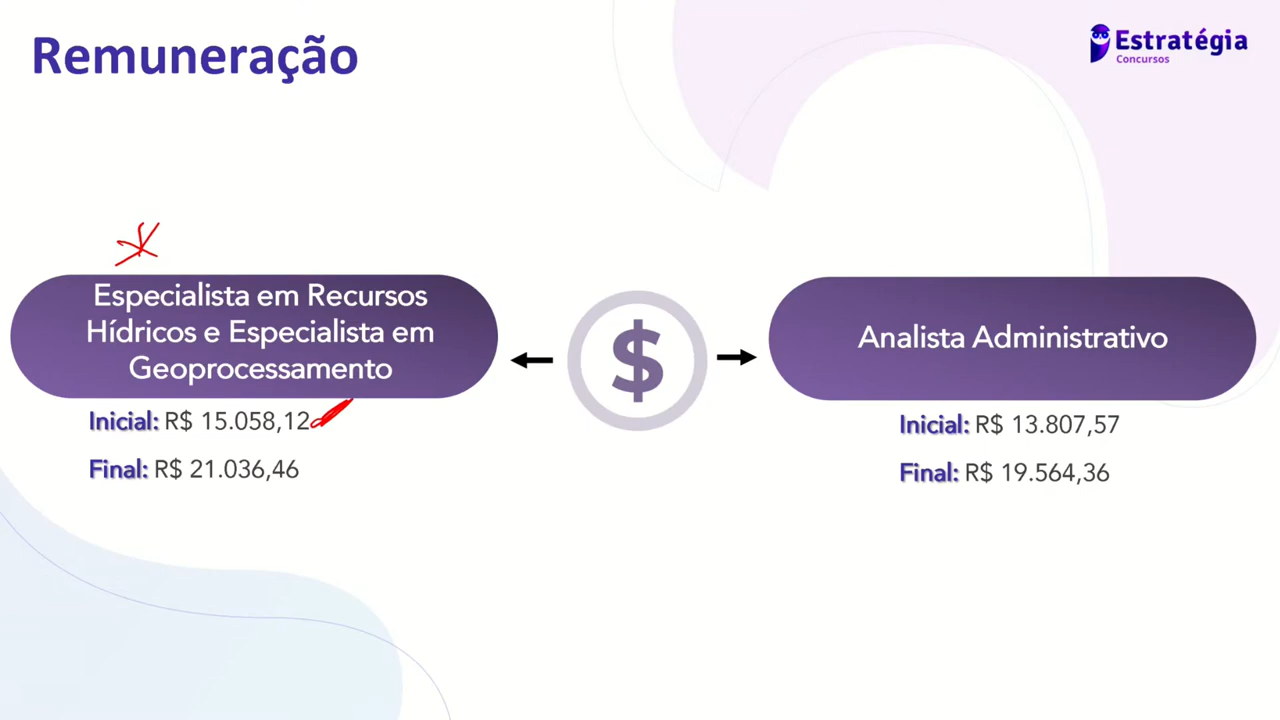 Remuneração
Estratégia
Concursos
Especialista em Recursos
Hídricos e Especialista em
Geoprocessamento
Inicial: R$ 15.058,12
Final: R$ 21.036,46
$
Analista Administrativo
Inicial: R$ 13.807,57
Final: R$ 19.564,36